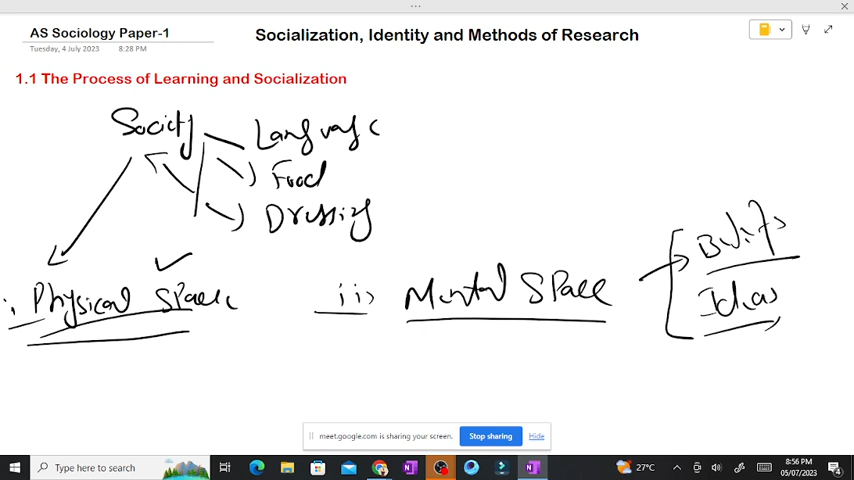 AS Sociology Paper-1
Tuesday, 4 July 2023 8:28 PM
Socialization, Identity and Methods of Research
1.1 The Process of Learning and Socialization
Society
Language
Food
Dressing
i, Physical Space
ii, Mental Space
Beliefs
Ideas
meet.google.com is sharing your screen. Stop sharing Hide
Type here to search
27°C
8:56 PM
05/07/2023
4